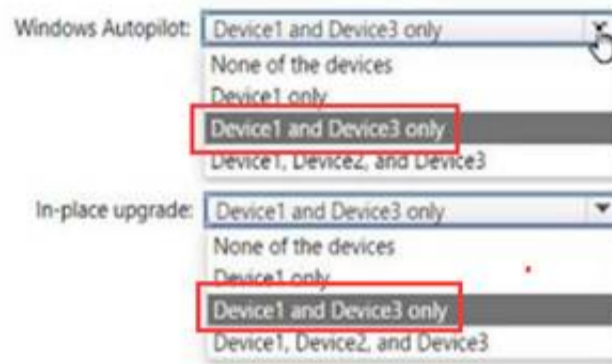 Windows Autopilot: Device1 and Device3 only
None of the devices
Device1 only
Device1 and Device3 only
Device1, Device2, and Device3
In-place upgrade: Device1 and Device3 only
None of the devices
Device1 only
Device1 and Device3 only
Device1, Device2, and Device3